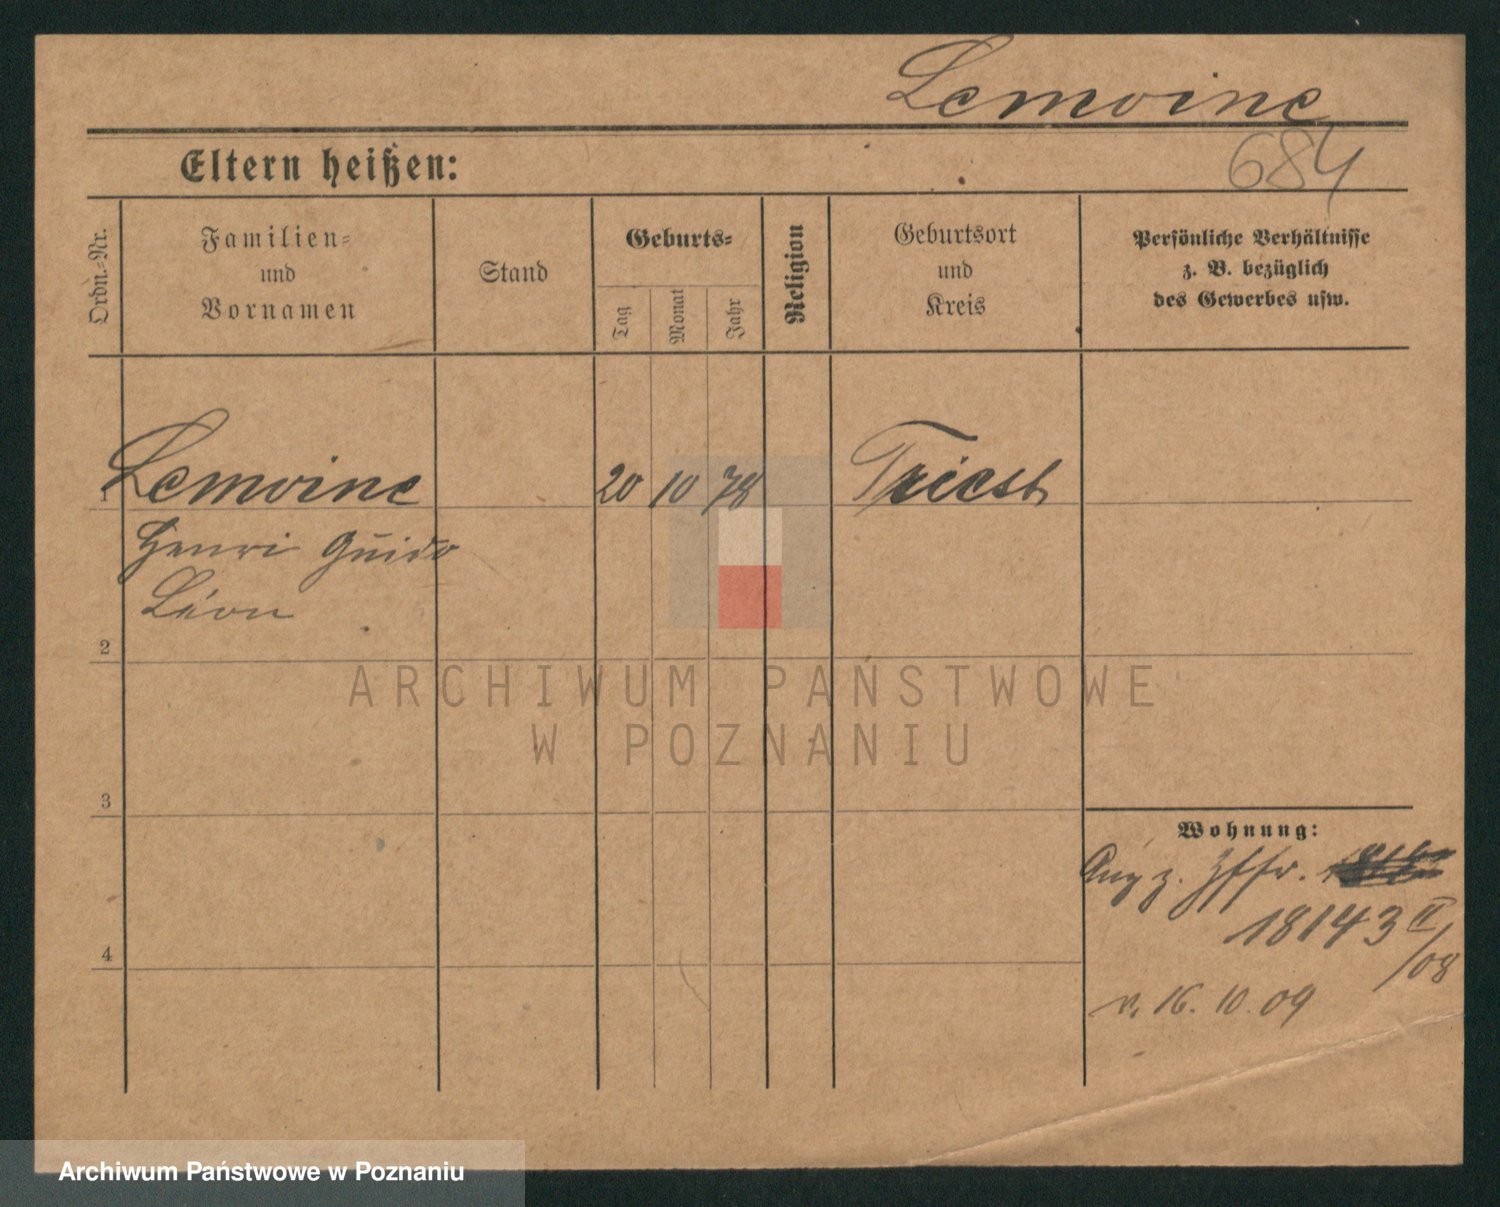 Lemoine
684
Eltern heißen:
Ordn.-Nr.
Familien-
und
Vornamen
Stand
Geburts-
Tag
Monat
Jahr
Religion
Geburtsort
und
Kreis
Persönliche Verhältnisse
z. B. bezüglich
des Gewerbes usw.
1 Lemoine 20 10 78 Triest
Henri Guido
Léon
2
ARCHIWUM PAŃSTWOWE
W POZNANIU
3
Wohnung:
4
18143 II
/08
v. 16. 10. 09
Archiwum Państwowe w Poznaniu